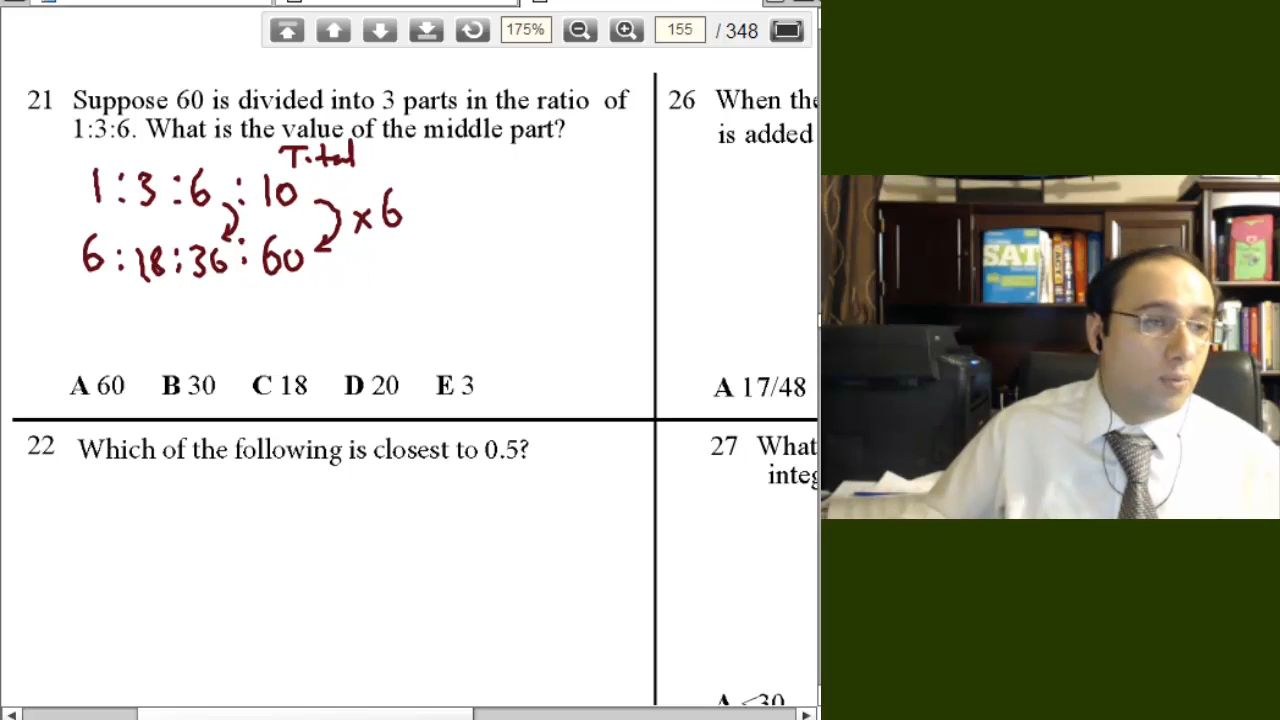 175% 155 / 348
21 Suppose 60 is divided into 3 parts in the ratio of
1:3:6. What is the value of the middle part?
Total
1 : 3 : 6 : 10
x 6
6 : 18 : 36 : 60
A 60 B 30 C 18 D 20 E 3
22 Which of the following is closest to 0.5?
26 When the
is added
A 17/48
27 What
integ
A <30
SAT